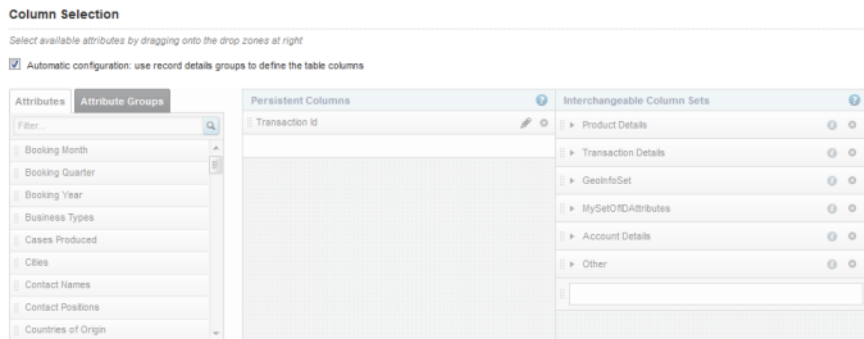 Column Selection
Select available attributes by dragging onto the drop zones at right
Automatic configuration: use record details groups to define the table columns
Attributes
Attribute Groups
Filter...
Booking Month
Booking Quarter
Booking Year
Business Types
Cases Produced
Cities
Contact Names
Contact Positions
Countries of Origin
Persistent Columns
Transaction Id
Interchangeable Column Sets
Product Details
Transaction Details
GeoInfoSet
MySetOfIDAttributes
Account Details
Other